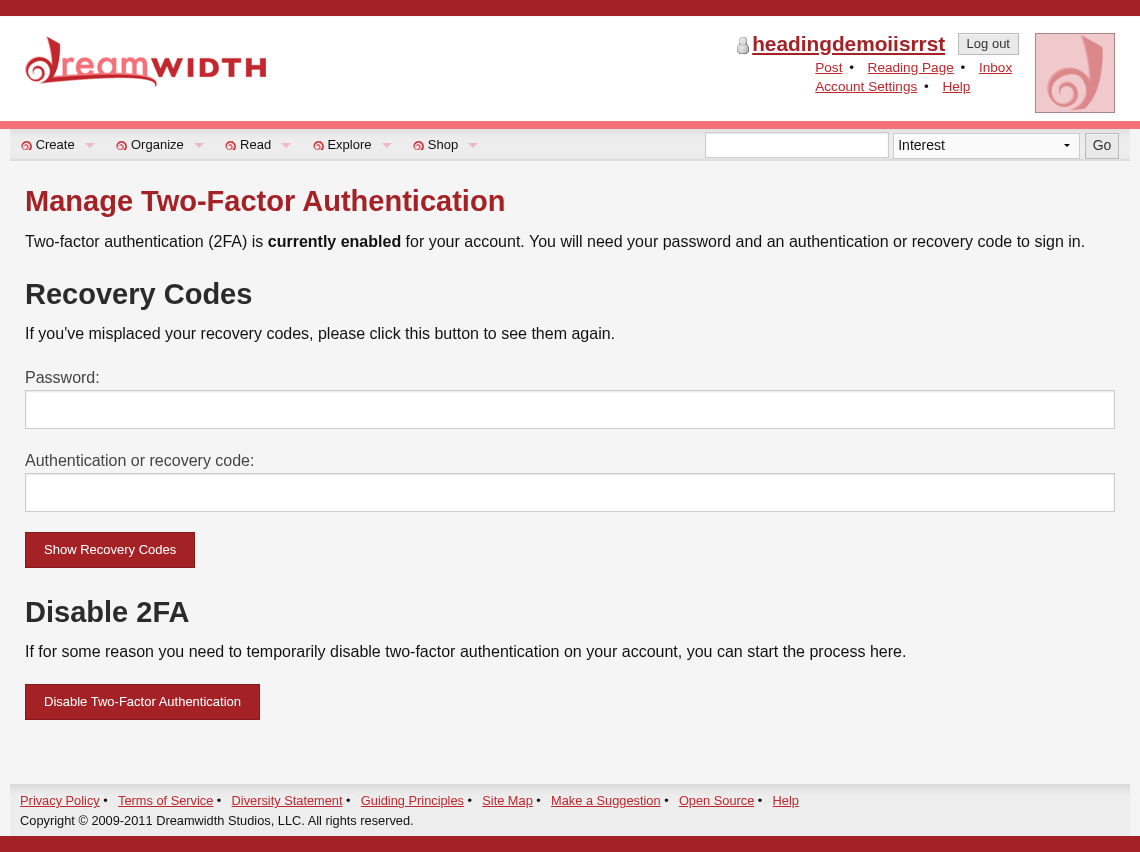 dreamWIDTH
headingdemoiisrrst Log out
Post • Reading Page • Inbox
Account Settings • Help
Create Organize Read Explore Shop Interest Go
Manage Two-Factor Authentication
Two-factor authentication (2FA) is currently enabled for your account. You will need your password and an authentication or recovery code to sign in.
Recovery Codes
If you've misplaced your recovery codes, please click this button to see them again.
Password:
Authentication or recovery code:
Show Recovery Codes
Disable 2FA
If for some reason you need to temporarily disable two-factor authentication on your account, you can start the process here.
Disable Two-Factor Authentication
Privacy Policy • Terms of Service • Diversity Statement • Guiding Principles • Site Map • Make a Suggestion • Open Source • Help
Copyright © 2009-2011 Dreamwidth Studios, LLC. All rights reserved.